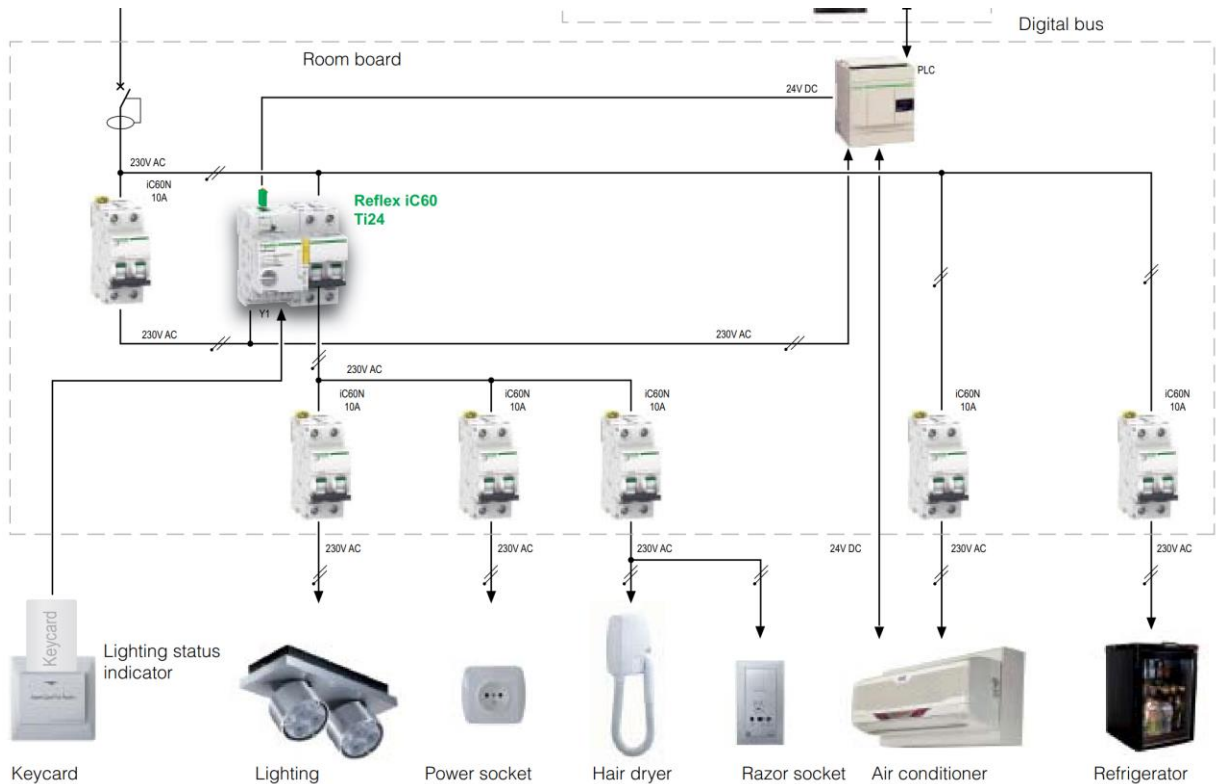 Digital bus
Room board
PLC
24V DC
230V AC
iC60N
10A
Reflex iC60
Ti24
Y1
230V AC
230V AC
230V AC
iC60N
10A
iC60N
10A
iC60N
10A
iC60N
10A
iC60N
10A
230V AC
230V AC
230V AC
24V DC
230V AC
230V AC
Keycard
Lighting status
indicator
Keycard
Lighting
Power socket
Hair dryer
Razor socket
Air conditioner
Refrigerator